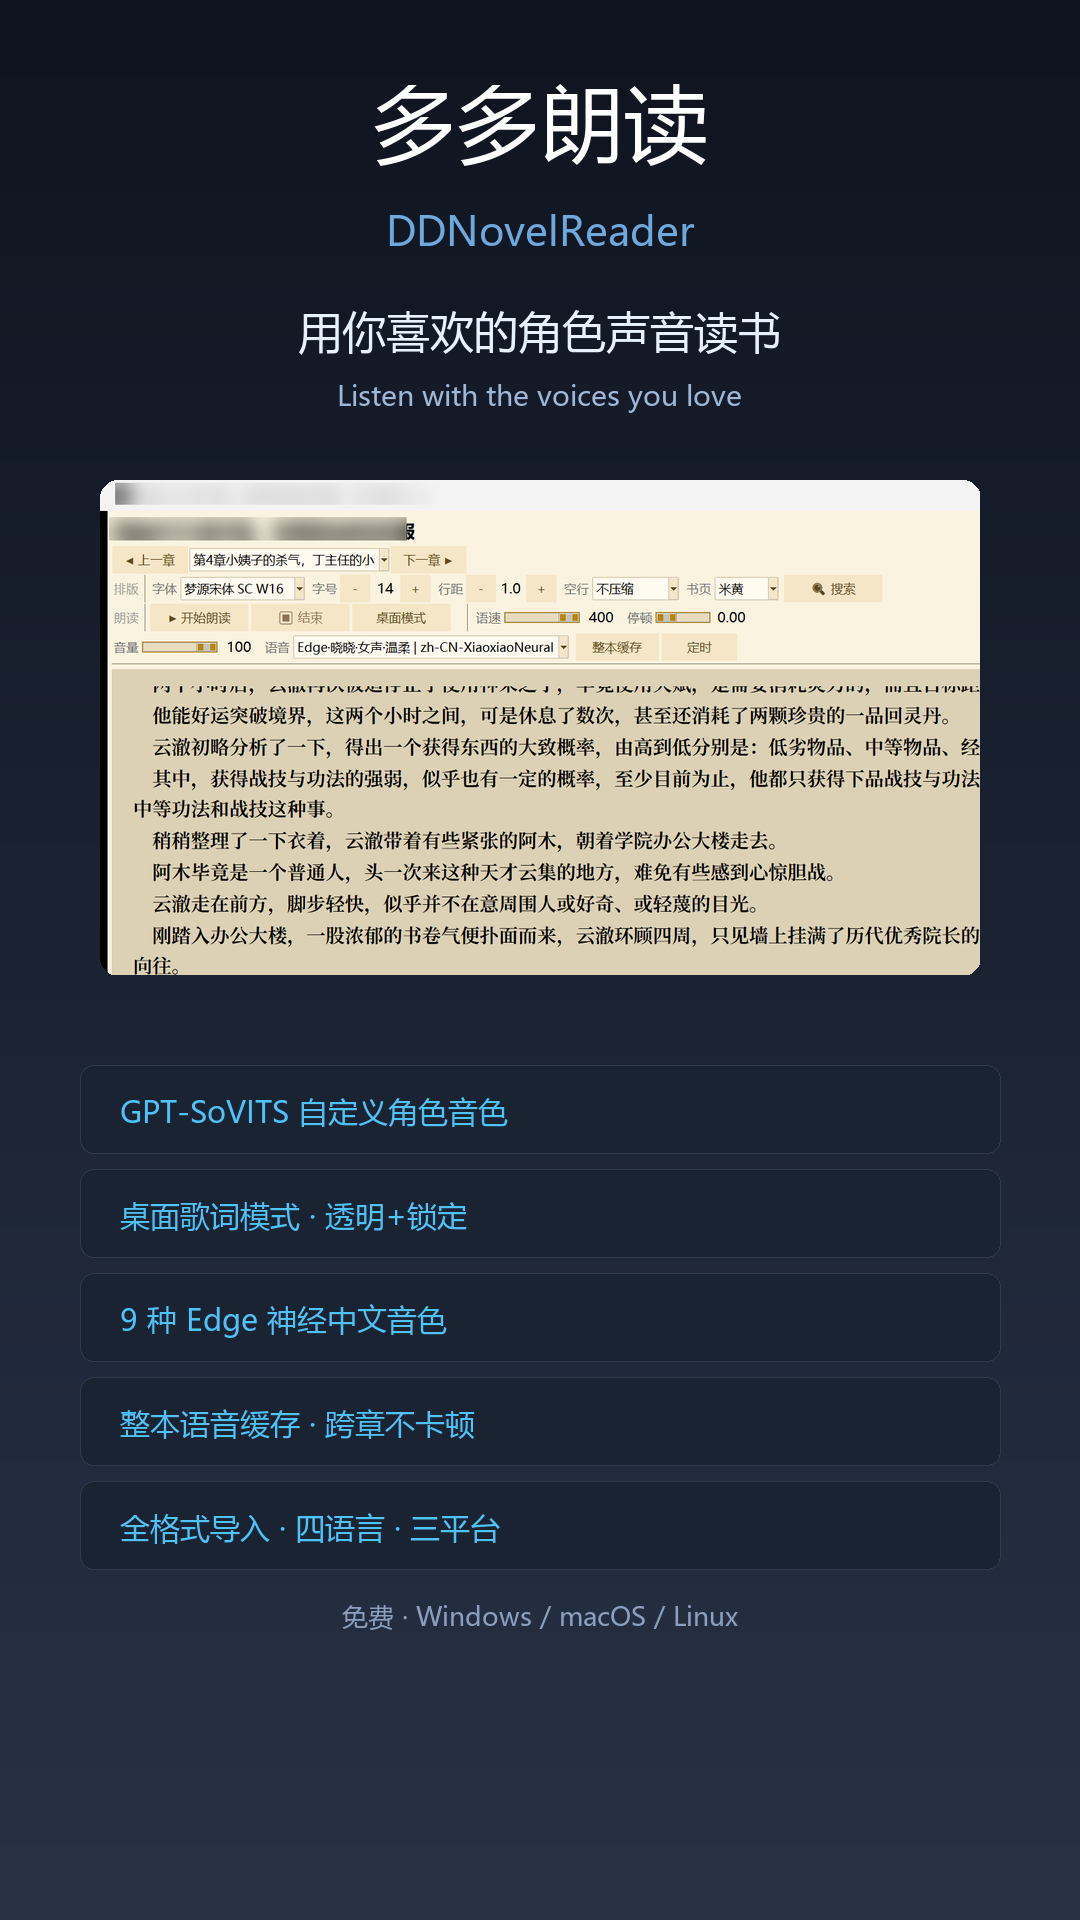 多多朗读
DDNovelReader
用你喜欢的角色声音读书
Listen with the voices you love
报
◂ 上一章 第4章小姨子的杀气，丁主任的小 下一章 ▸
排版 字体 梦源宋体 SC W16 字号 - 14 + 行距 - 1.0 + 空行 不压缩 书页 米黄 搜索
朗读 ▸ 开始朗读 结束 桌面模式 语速 400 停顿 0.00
音量 100 语音 Edge·晓晓·女声·温柔 | zh-CN-XiaoxiaoNeural 整本缓存 定时
他能好运突破境界，这两个小时之间，可是休息了数次，甚至还消耗了两颗珍贵的一品回灵丹。
云澈初略分析了一下，得出一个获得东西的大致概率，由高到低分别是：低劣物品、中等物品、经
其中，获得战技与功法的强弱，似乎也有一定的概率，至少目前为止，他都只获得下品战技与功法
中等功法和战技这种事。
稍稍整理了一下衣着，云澈带着有些紧张的阿木，朝着学院办公大楼走去。
阿木毕竟是一个普通人，头一次来这种天才云集的地方，难免有些感到心惊胆战。
云澈走在前方，脚步轻快，似乎并不在意周围人或好奇、或轻蔑的目光。
刚踏入办公大楼，一股浓郁的书卷气便扑面而来，云澈环顾四周，只见墙上挂满了历代优秀院长的
向往。
GPT-SoVITS 自定义角色音色
桌面歌词模式 · 透明+锁定
9 种 Edge 神经中文音色
整本语音缓存 · 跨章不卡顿
全格式导入 · 四语言 · 三平台
免费 · Windows / macOS / Linux